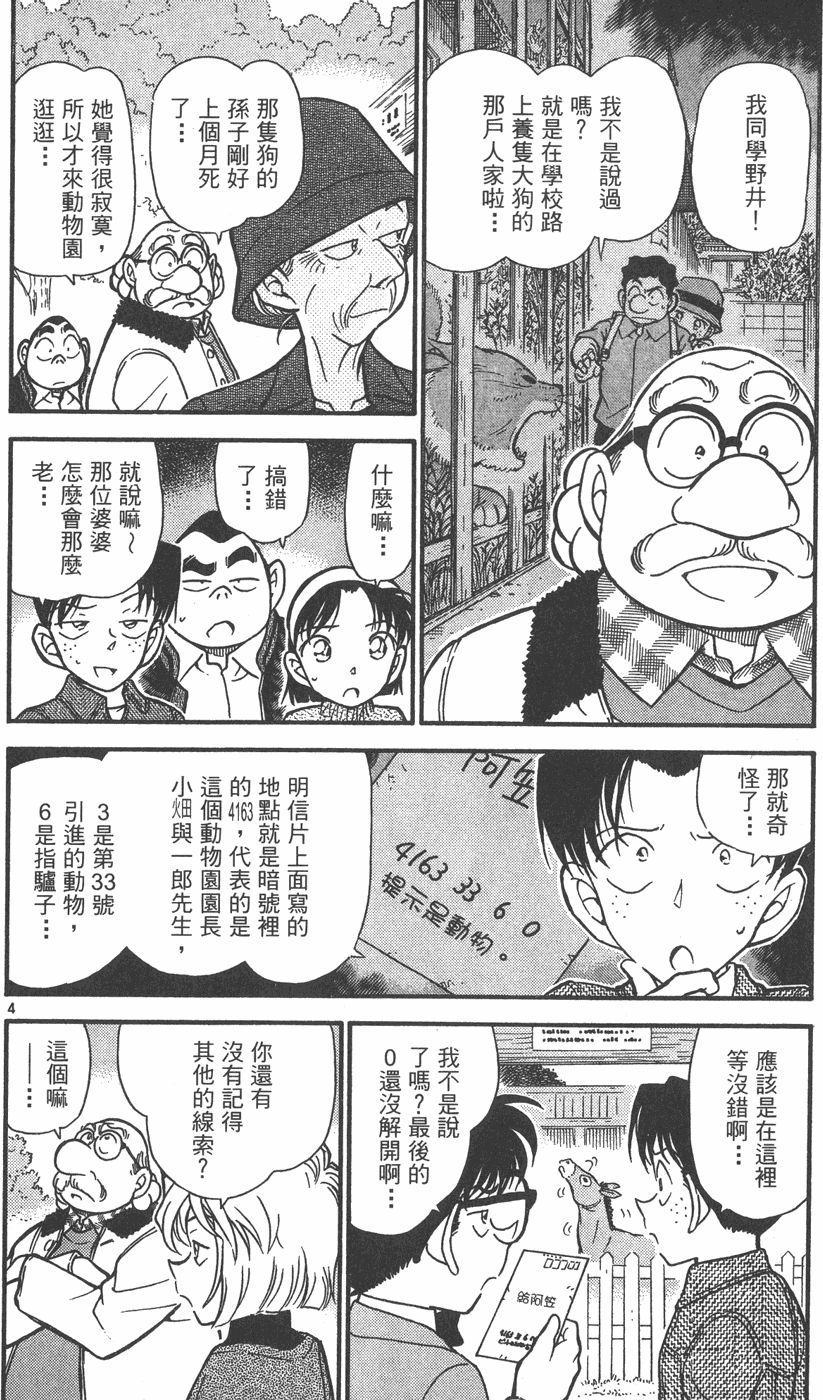 我同學野井！
我不是說過
嗎？
就是在學校路
上養隻大狗的
那戶人家啦…
那隻狗的
孫子剛好
上個月死
了…
她覺得很寂寞，
所以才來動物園
逛逛…
什麼嘛…
搞錯
了…
就說嘛～
那位婆婆
怎麼會那麼
老…
那就奇
怪了…
阿笠
4163 33 6 0
提示是動物。
明信片上面寫的
地點就是暗號裡
的4163，代表的是
這個動物園園長
小畑與一郎先生，
3是第33號
引進的動物，
6是指驢子…
4
應該是在這裡
等沒錯啊…
我不是說
了嗎？最後的
0還沒解開啊…
給阿笠
你還有
沒有記得
其他的線索？
這個嘛
——…